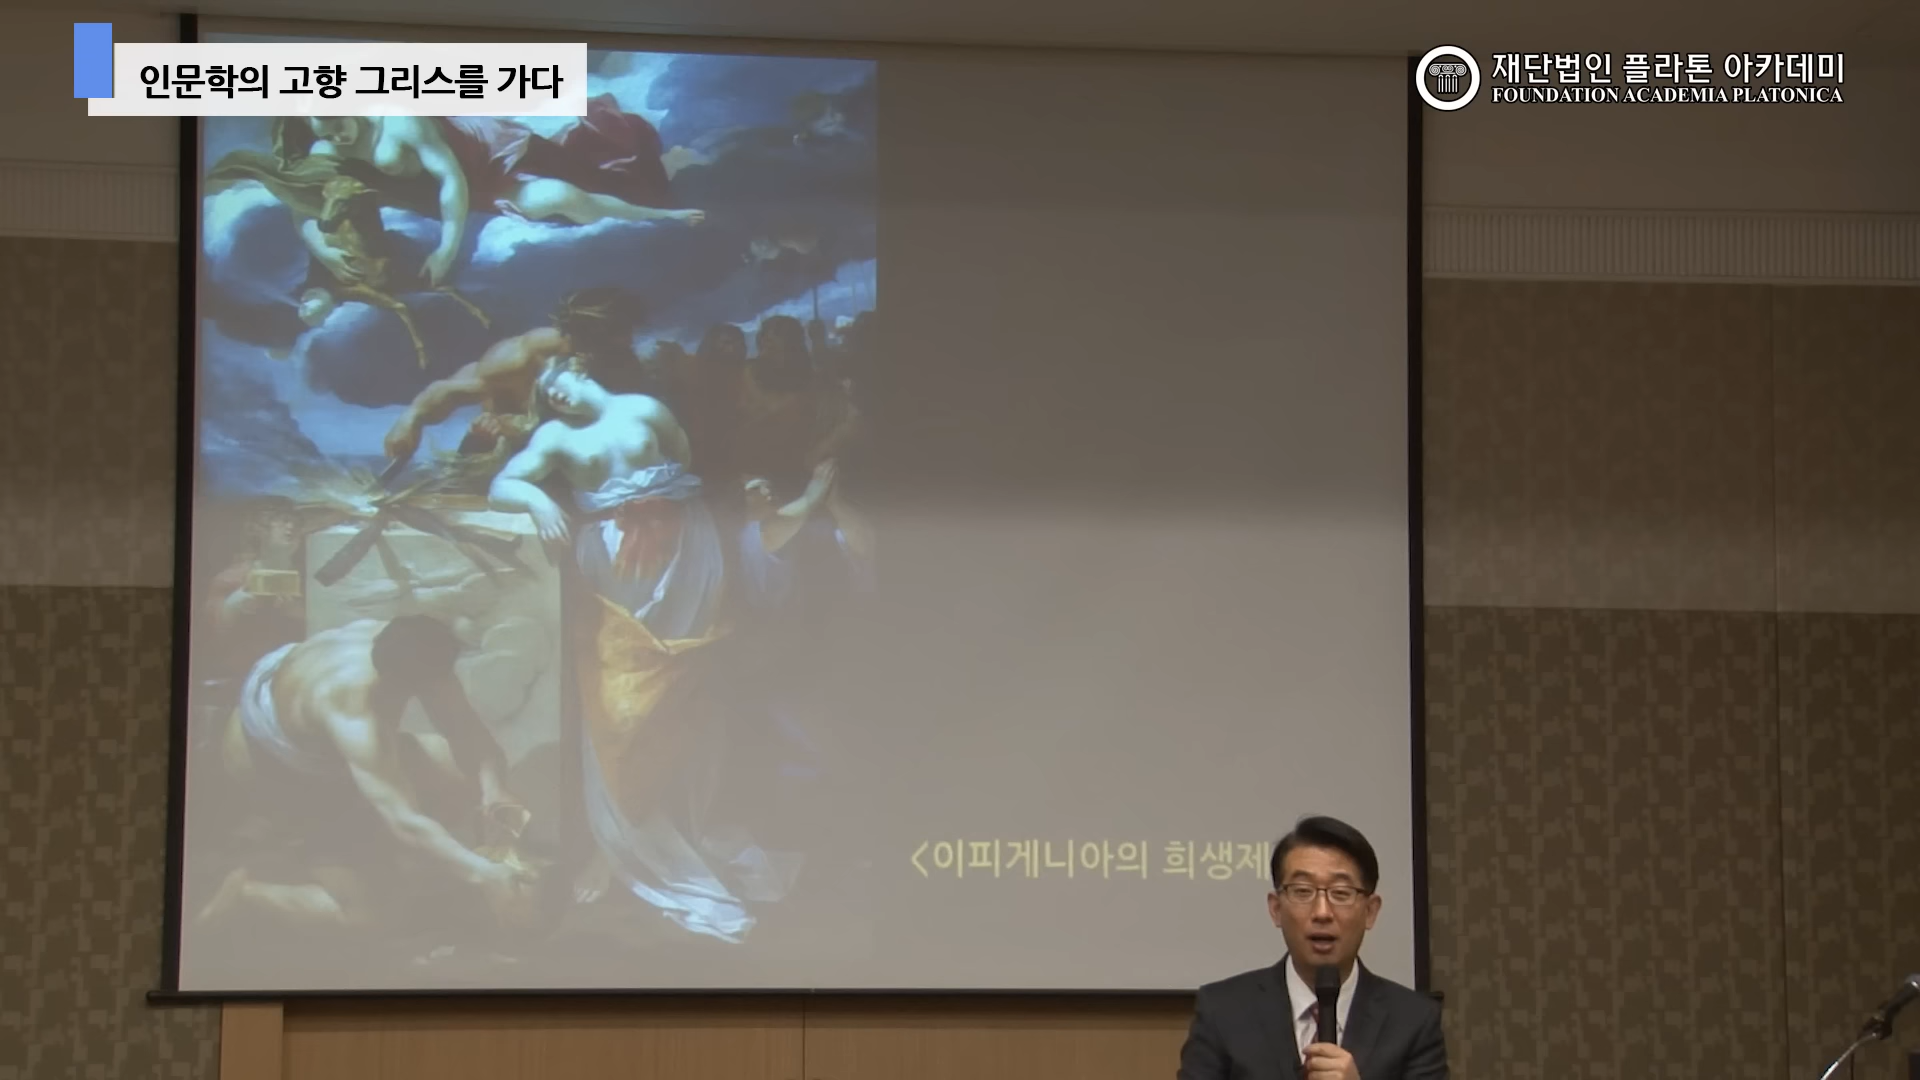 인문학의 고향 그리스를 가다
재단법인 플라톤 아카데미
FOUNDATION ACADEMIA PLATONICA
<이피게니아의 희생제